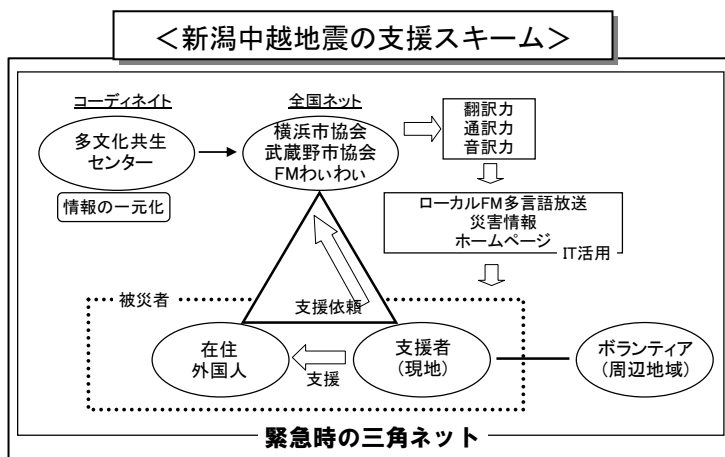 ＜新潟中越地震の支援スキーム＞
コーディネイト
多文化共生
センター
情報の一元化
全国ネット
横浜市協会
武蔵野市協会
FMわぃわぃ
翻訳力
通訳力
音訳力
ローカルFM多言語放送
災害情報
ホームページ
IT活用
支援依頼
被災者
在住
外国人
支援
支援者
(現地)
ボランティア
(周辺地域)
緊急時の三角ネット